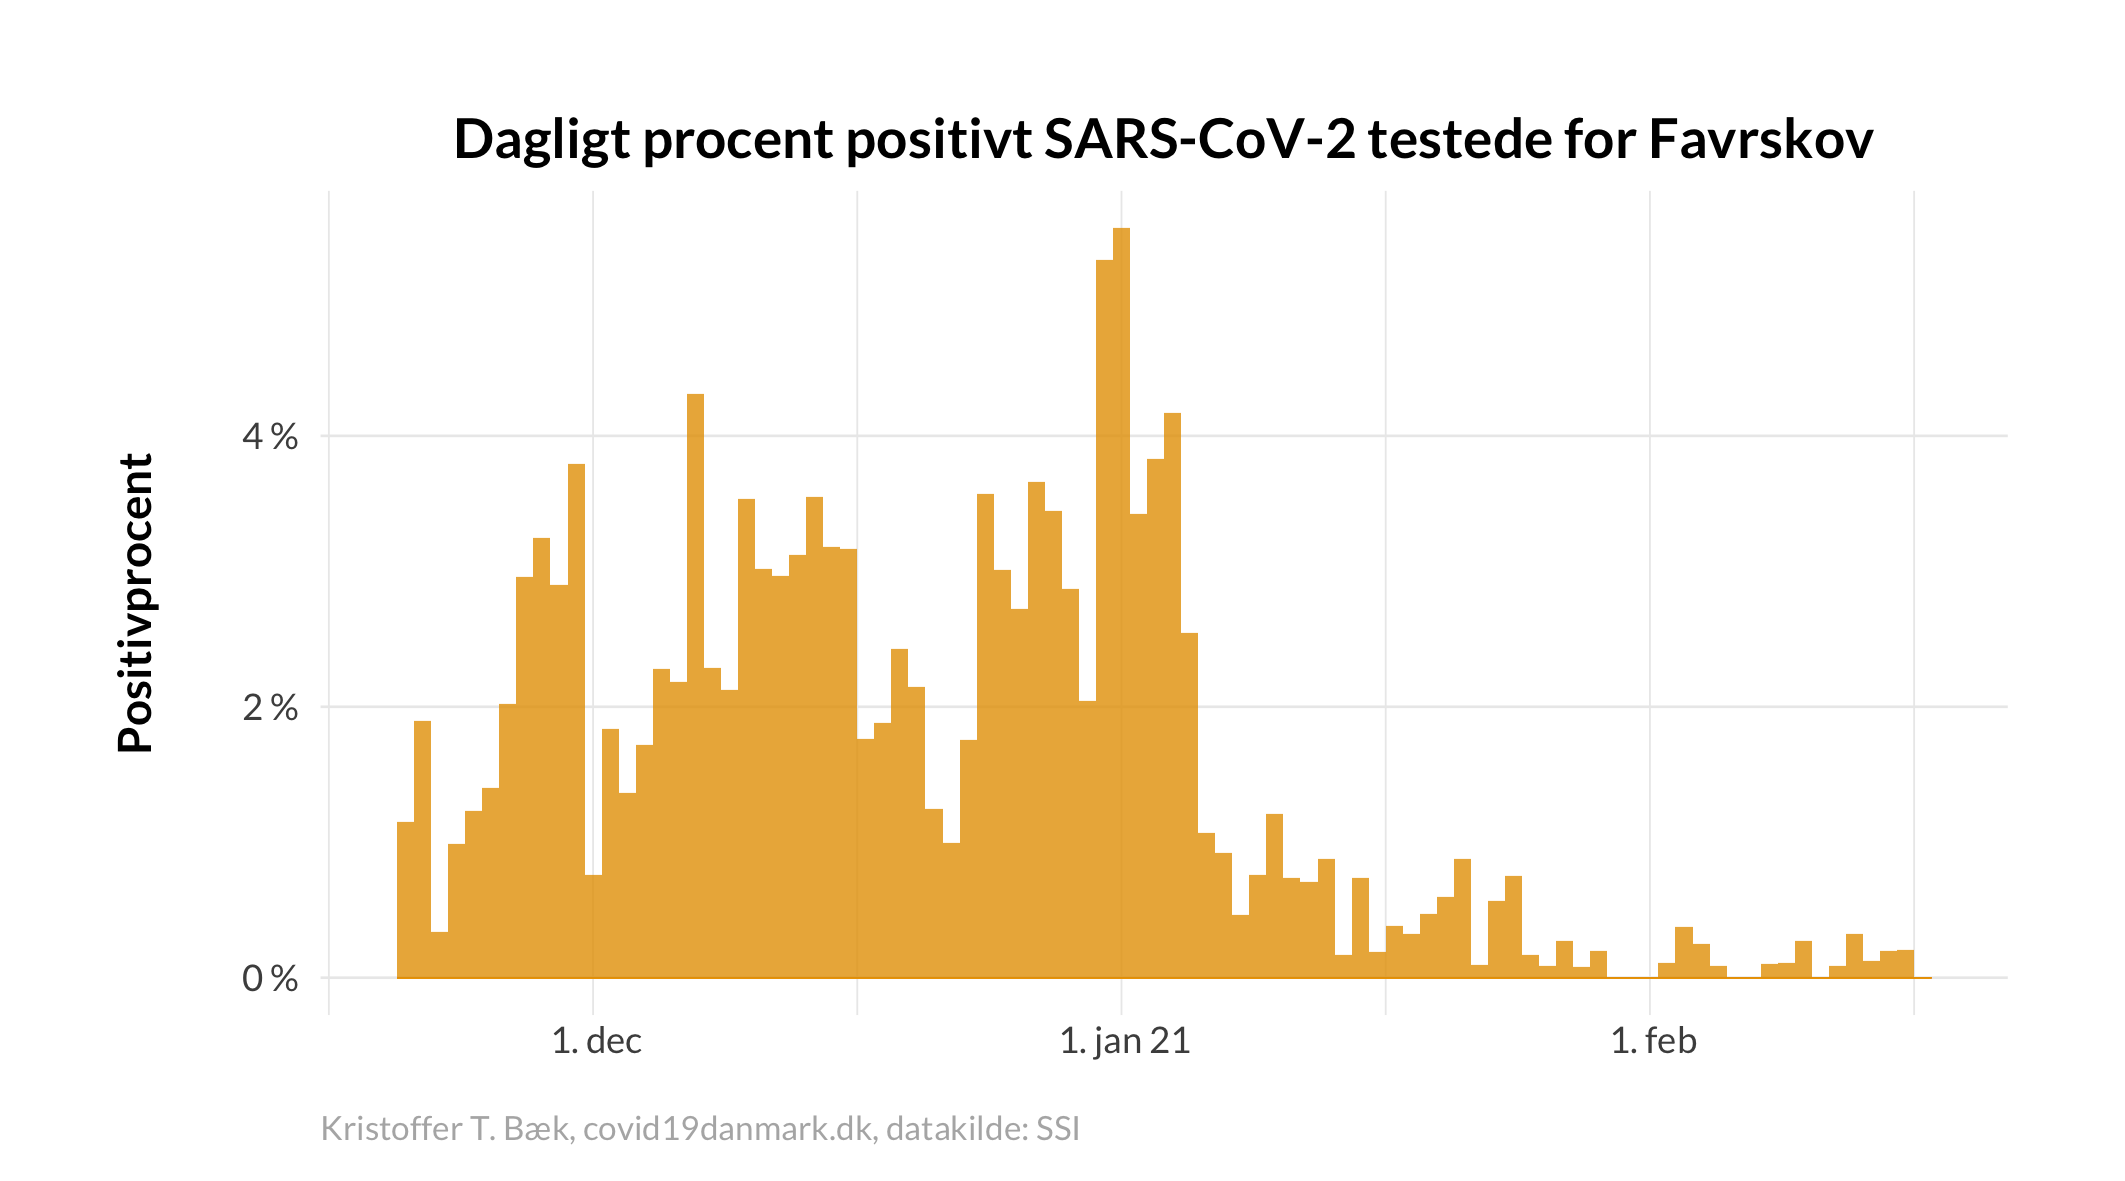 Dagligt procent positivt SARS-CoV-2 testede for Favrskov
Positivprocent
4 %
2 %
0 %
1. dec
1. jan 21
1. feb
Kristoffer T. Bæk, covid19danmark.dk, datakilde: SSI